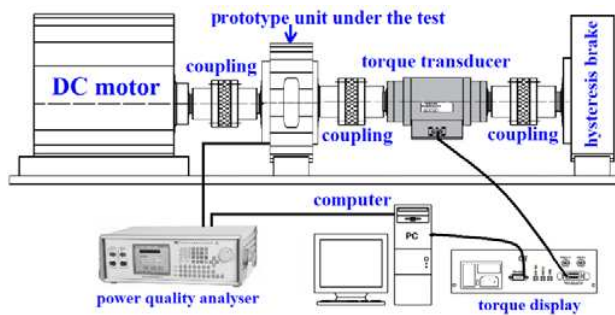 prototype unit under the test
DC motor
coupling
torque transducer
coupling
coupling
hysteresis brake
computer
PC
power quality analyser
torque display